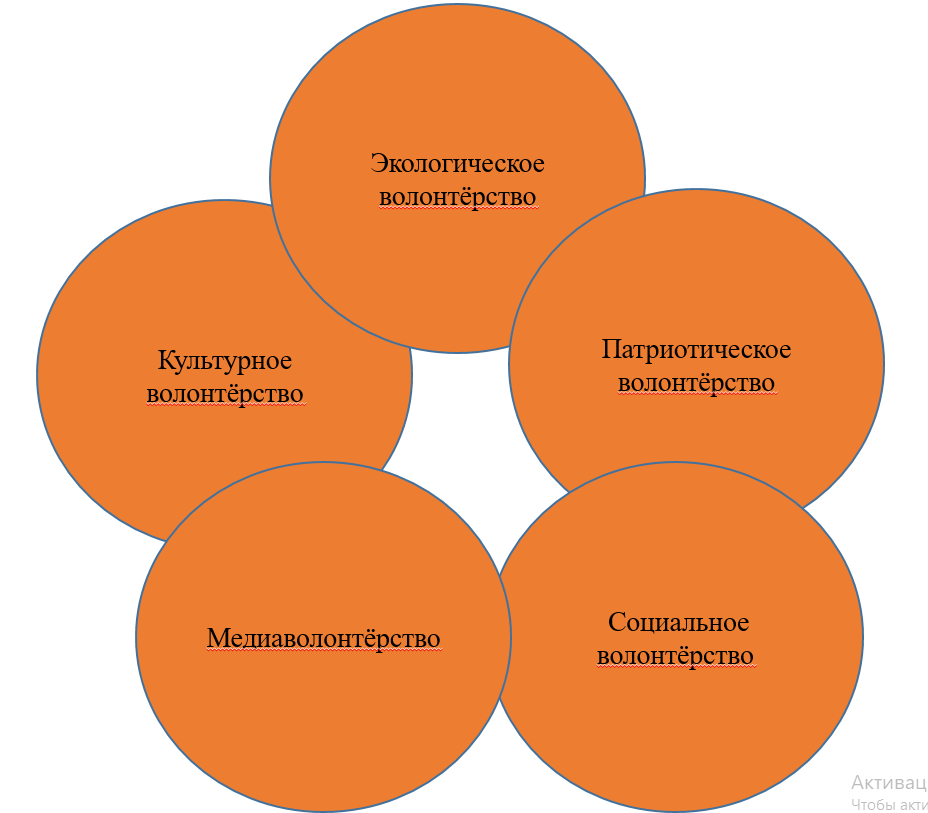 Экологическое
волонтёрство
Патриотическое
волонтёрство
Культурное
волонтёрство
Социальное
волонтёрство
Медиаволонтёрство
Активац
Чтобы акти